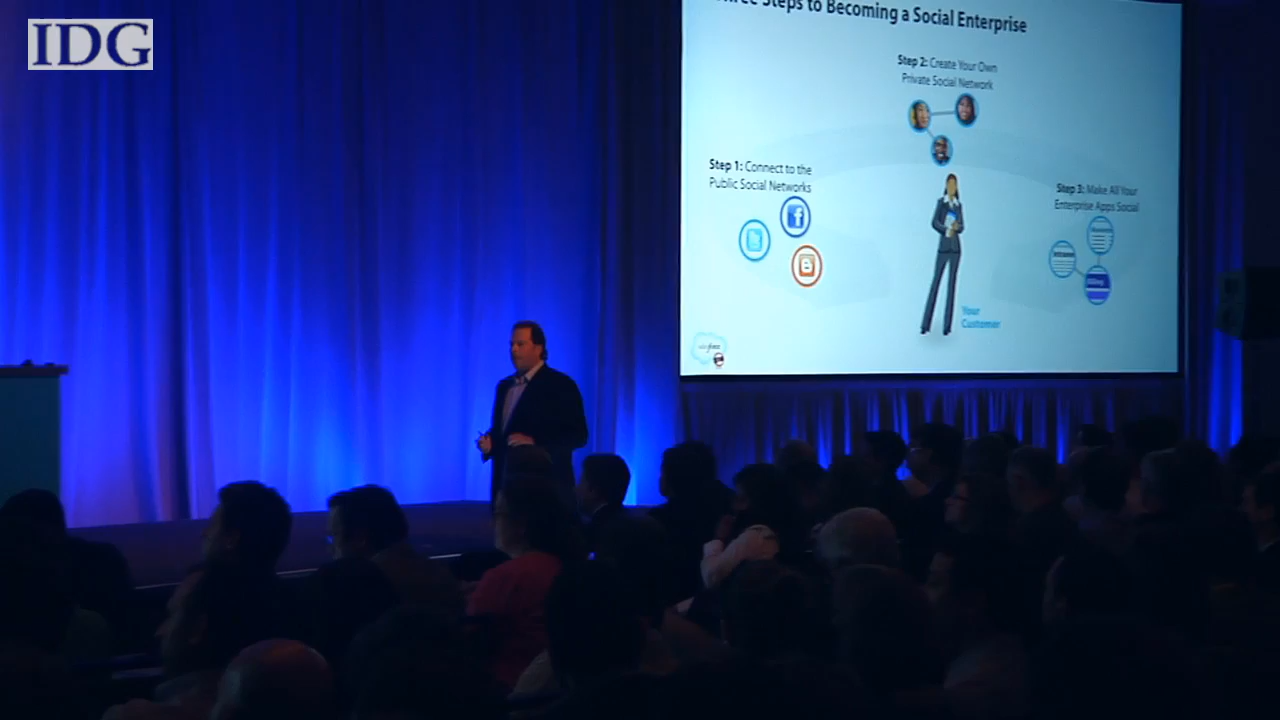 IDG
Three Steps to Becoming a Social Enterprise
Step 2: Create Your Own
Private Social Network
Step 1: Connect to the
Public Social Networks
Step 3: Make All Your
Enterprise Apps Social
Your
Customer